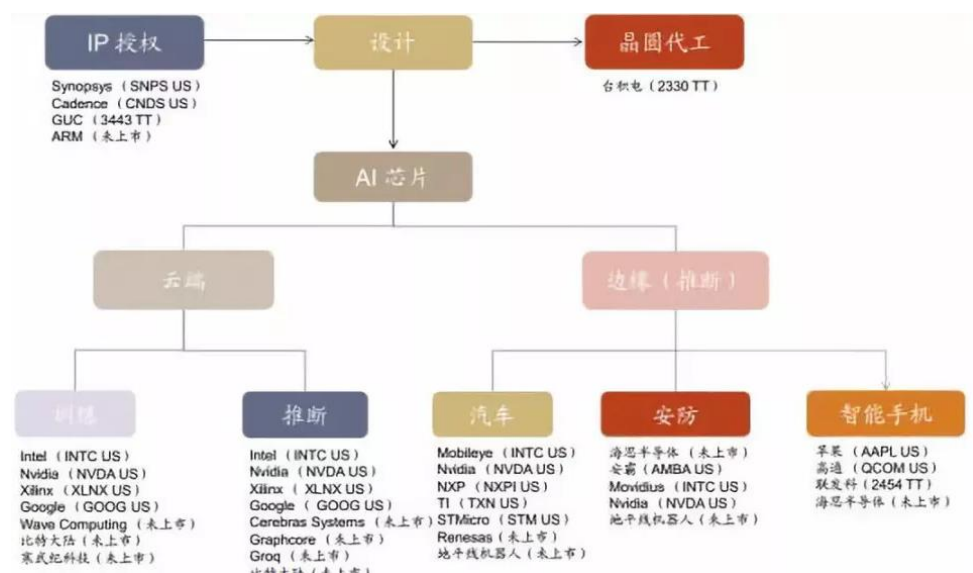 IP 授权
设计
晶圆代工
Synopsys（SNPS US）
Cadence（CNDS US）
GUC（3443 TT）
ARM（未上市）
台积电（2330 TT）
AI 芯片
云端
边缘（推断）
训练
Intel（INTC US）
Nvidia（NVDA US）
Xilinx（XLNX US）
Google（GOOG US）
Wave Computing（未上市）
比特大陆（未上市）
寒武纪科技（未上市）
推断
Intel（INTC US）
Nvidia（NVDA US）
Xilinx（XLNX US）
Google（GOOG US）
Cerebras Systems（未上市）
Graphcore（未上市）
Groq（未上市）
汽车
Mobileye（INTC US）
Nvidia（NVDA US）
NXP（NXPI US）
TI（TXN US）
STMicro（STM US）
Renesas（未上市）
地平线机器人（未上市）
安防
海思半导体（未上市）
安霸（AMBA US）
Movidius（INTC US）
Nvidia（NVDA US）
地平线机器人（未上市）
智能手机
苹果（AAPL US）
高通（QCOM US）
联发科（2454 TT）
海思半导体（未上市）